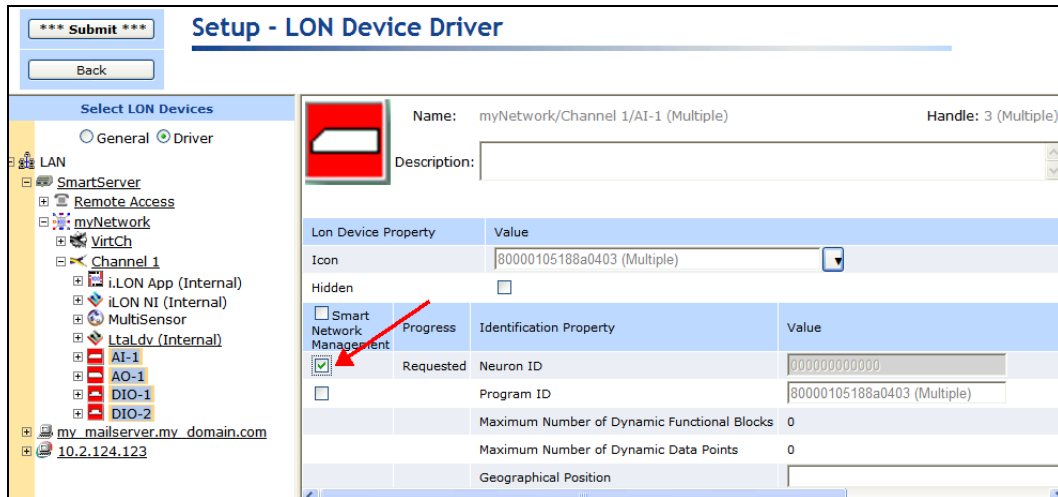 *** Submit ***
Setup - LON Device Driver
Back
Select LON Devices
General Driver
LAN
SmartServer
Remote Access
myNetwork
VirtCh
Channel 1
i.LON App (Internal)
iLON NI (Internal)
MultiSensor
LtaLdv (Internal)
AI-1
AO-1
DIO-1
DIO-2
my_mailserver.my_domain.com
10.2.124.123
Name: myNetwork/Channel 1/AI-1 (Multiple) Handle: 3 (Multiple)
Description:
Lon Device Property Value
Icon 80000105188a0403 (Multiple)
Hidden
Smart Network Management Progress Identification Property Value
Requested Neuron ID 000000000000
Program ID 80000105188a0403 (Multiple)
Maximum Number of Dynamic Functional Blocks 0
Maximum Number of Dynamic Data Points 0
Geographical Position